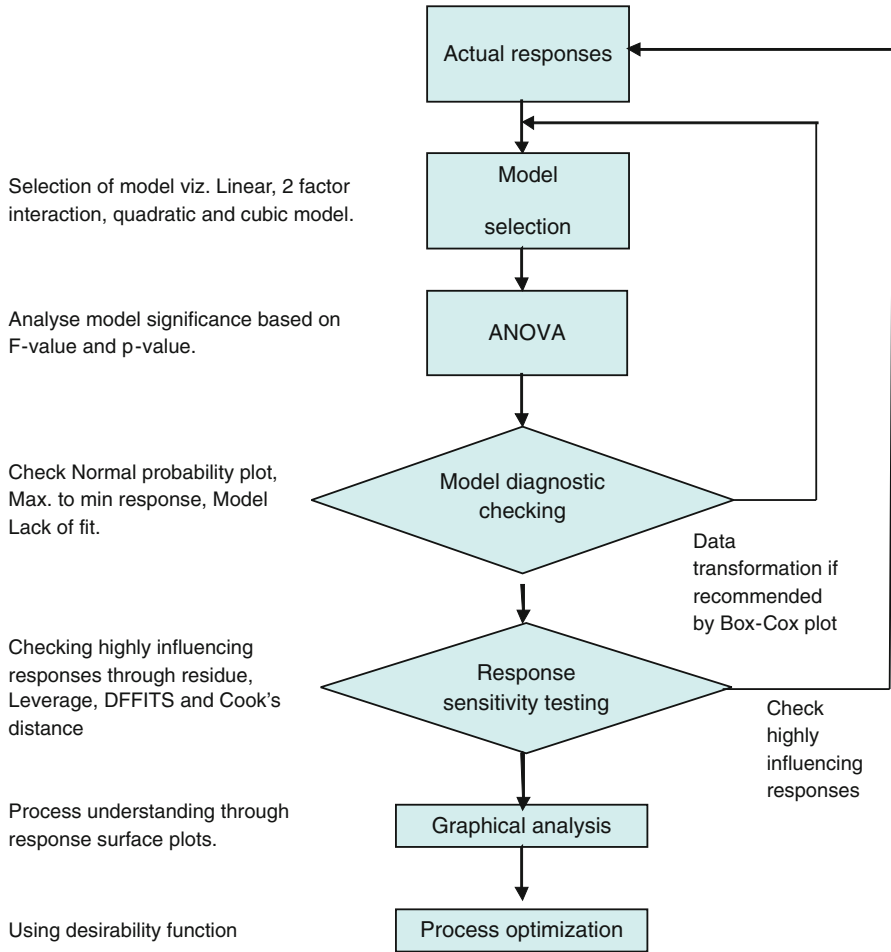 Actual responses
Selection of model viz. Linear, 2 factor
interaction, quadratic and cubic model.
Model
selection
Analyse model significance based on
F-value and p-value.
ANOVA
Check Normal probability plot,
Max. to min response, Model
Lack of fit.
Model diagnostic
checking
Data
transformation if
recommended
by Box-Cox plot
Checking highly influencing
responses through residue,
Leverage, DFFITS and Cook's
distance
Response
sensitivity testing
Check
highly
influencing
responses
Process understanding through
response surface plots.
Graphical analysis
Using desirability function
Process optimization